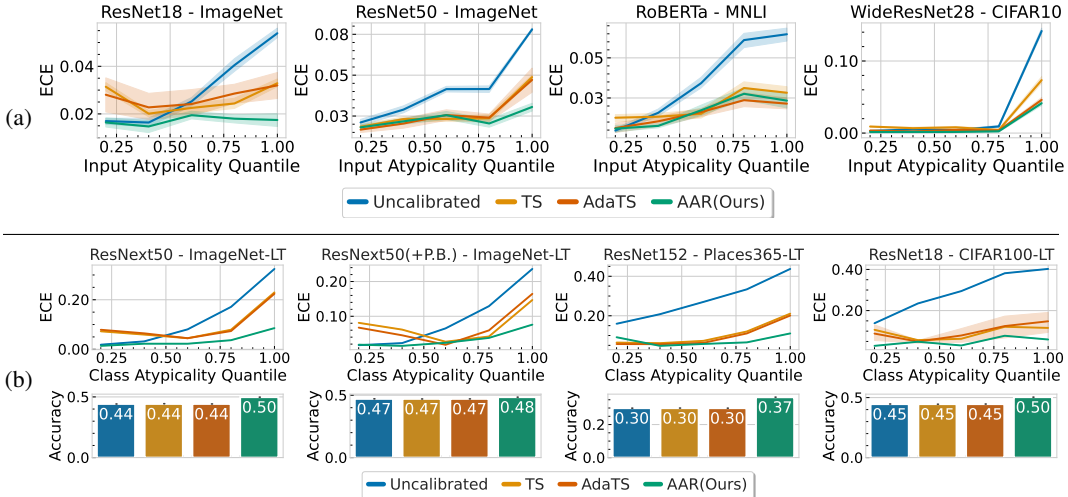 ResNet18 - ImageNet
ResNet50 - ImageNet
RoBERTa - MNLI
WideResNet28 - CIFAR10
(a)
ECE
0.04
0.02
0.25 0.50 0.75 1.00
Input Atypicality Quantile
ECE
0.08
0.05
0.03
0.25 0.50 0.75 1.00
Input Atypicality Quantile
ECE
0.05
0.03
0.25 0.50 0.75 1.00
Input Atypicality Quantile
ECE
0.10
0.00
0.25 0.50 0.75 1.00
Input Atypicality Quantile
Uncalibrated TS AdaTS AAR(Ours)
(b)
ResNext50 - ImageNet-LT
ResNext50(+P.B.) - ImageNet-LT
ResNet152 - Places365-LT
ResNet18 - CIFAR100-LT
ECE
0.20
0.00
0.25 0.50 0.75 1.00
Class Atypicality Quantile
ECE
0.20
0.10
0.25 0.50 0.75 1.00
Class Atypicality Quantile
ECE
0.40
0.20
0.25 0.50 0.75 1.00
Class Atypicality Quantile
ECE
0.40
0.20
0.25 0.50 0.75 1.00
Class Atypicality Quantile
Accuracy
0.5
0.0
0.44 0.44 0.44 0.50
Accuracy
0.5
0.0
0.47 0.47 0.47 0.48
Accuracy
0.2
0.0
0.30 0.30 0.30 0.37
Accuracy
0.5
0.0
0.45 0.45 0.45 0.50
Uncalibrated TS AdaTS AAR(Ours)